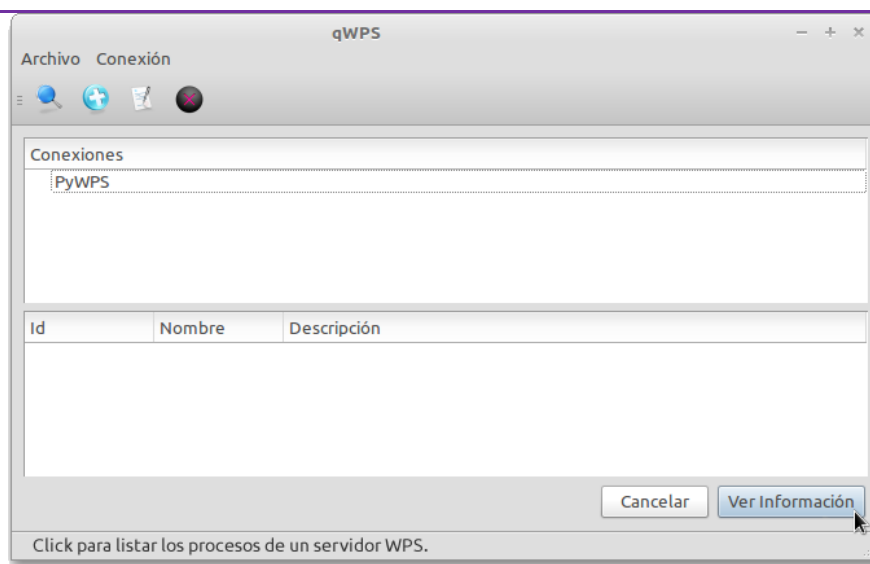 qWPS
Archivo Conexión
Conexiones
PyWPS
Id Nombre Descripción
Cancelar Ver Información
Click para listar los procesos de un servidor WPS.